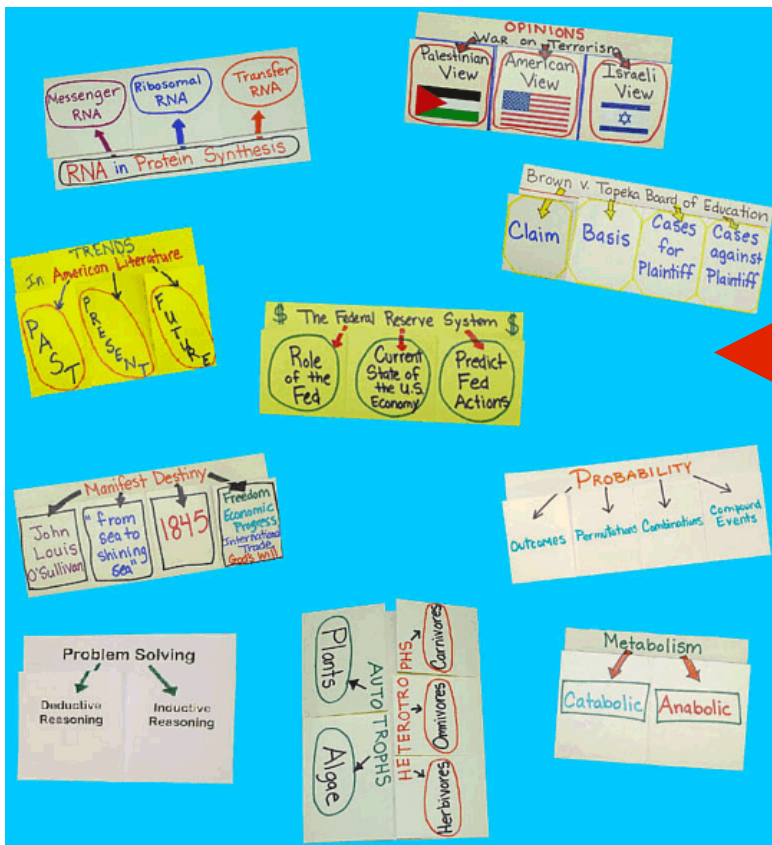 OPINIONS
War on Terrorism
Palestinian View
American View
Israeli View
Messenger RNA
Ribosomal RNA
Transfer RNA
RNA in Protein Synthesis
Brown v. Topeka Board of Education
Claim
Basis
Cases for Plaintiff
Cases against Plaintiff
TRENDS
In American Literature
PAST
PRESENT
FUTURE
$ The Federal Reserve System $
Role of the Fed
Current State of the U.S. Economy
Predict Fed Actions
Manifest Destiny
John Louis O'Sullivan
"from sea to shining sea"
1845
Freedom
Economic Progress
International Trade
God's Will
PROBABILITY
Outcomes
Permutations
Combinations
Compound Events
Problem Solving
Deductive Reasoning
Inductive Reasoning
AUTOTROPHS
Plants
Algae
HETEROTROPHS
Carnivores
Omnivores
Herbivores
Metabolism
Catabolic
Anabolic